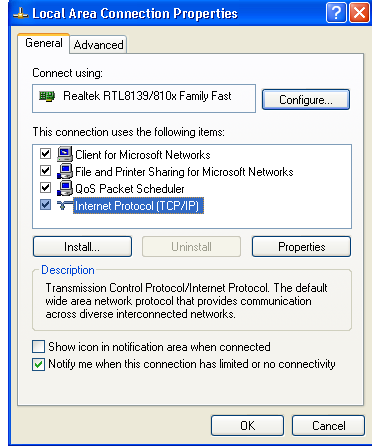 Local Area Connection Properties
General Advanced
Connect using:
Realtek RTL8139/810x Family Fast
Configure...
This connection uses the following items:
Client for Microsoft Networks
File and Printer Sharing for Microsoft Networks
QoS Packet Scheduler
Internet Protocol (TCP/IP)
Install... Uninstall Properties
Description
Transmission Control Protocol/Internet Protocol. The default
wide area network protocol that provides communication
across diverse interconnected networks.
Show icon in notification area when connected
Notify me when this connection has limited or no connectivity
OK Cancel